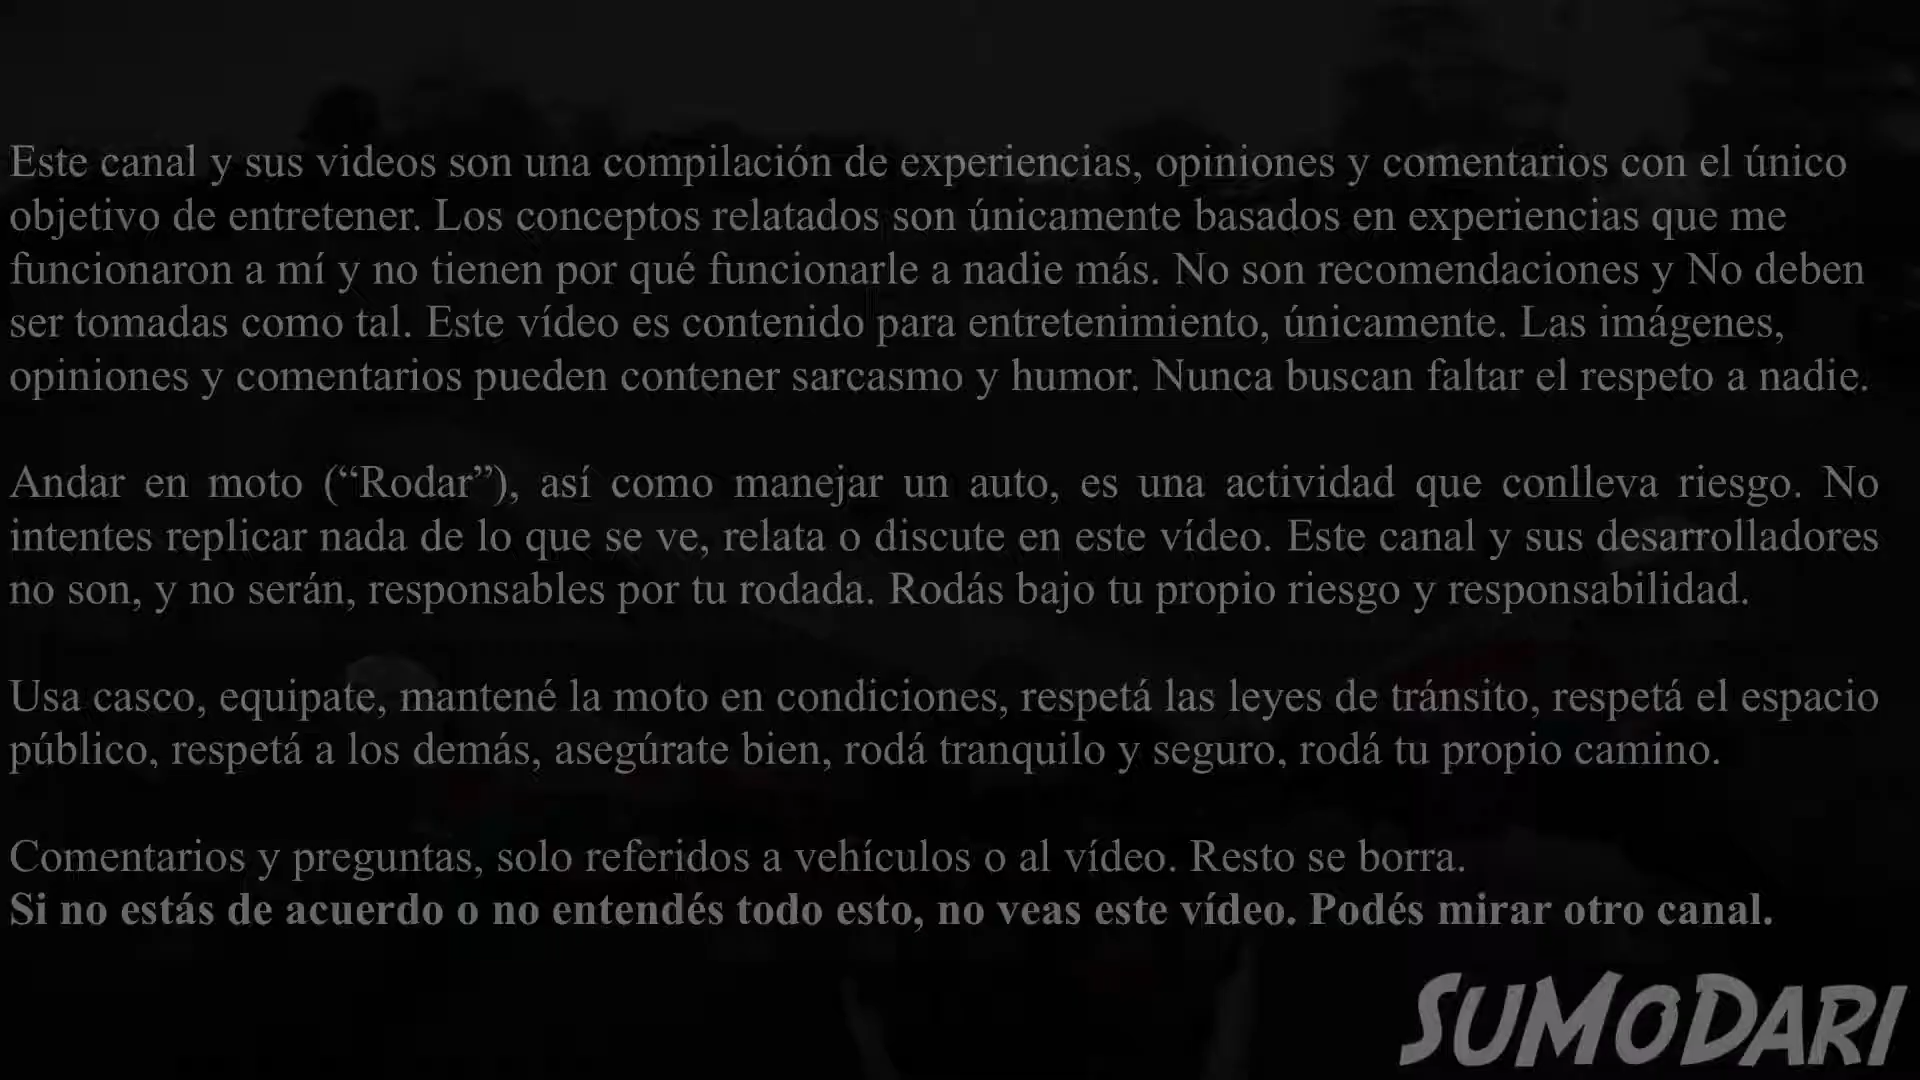 Este canal y sus videos son una compilación de experiencias, opiniones y comentarios con el único
objetivo de entretener. Los conceptos relatados son únicamente basados en experiencias que me
funcionaron a mí y no tienen por qué funcionarle a nadie más. No son recomendaciones y No deben
ser tomadas como tal. Este vídeo es contenido para entretenimiento, únicamente. Las imágenes,
opiniones y comentarios pueden contener sarcasmo y humor. Nunca buscan faltar el respeto a nadie.
Andar en moto (“Rodar”), así como manejar un auto, es una actividad que conlleva riesgo. No
intentes replicar nada de lo que se ve, relata o discute en este vídeo. Este canal y sus desarrolladores
no son, y no serán, responsables por tu rodada. Rodás bajo tu propio riesgo y responsabilidad.
Usa casco, equipate, mantené la moto en condiciones, respetá las leyes de tránsito, respetá el espacio
público, respetá a los demás, asegúrate bien, rodá tranquilo y seguro, rodá tu propio camino.
Comentarios y preguntas, solo referidos a vehículos o al vídeo. Resto se borra.
Si no estás de acuerdo o no entendés todo esto, no veas este vídeo. Podés mirar otro canal.
SUMODARI